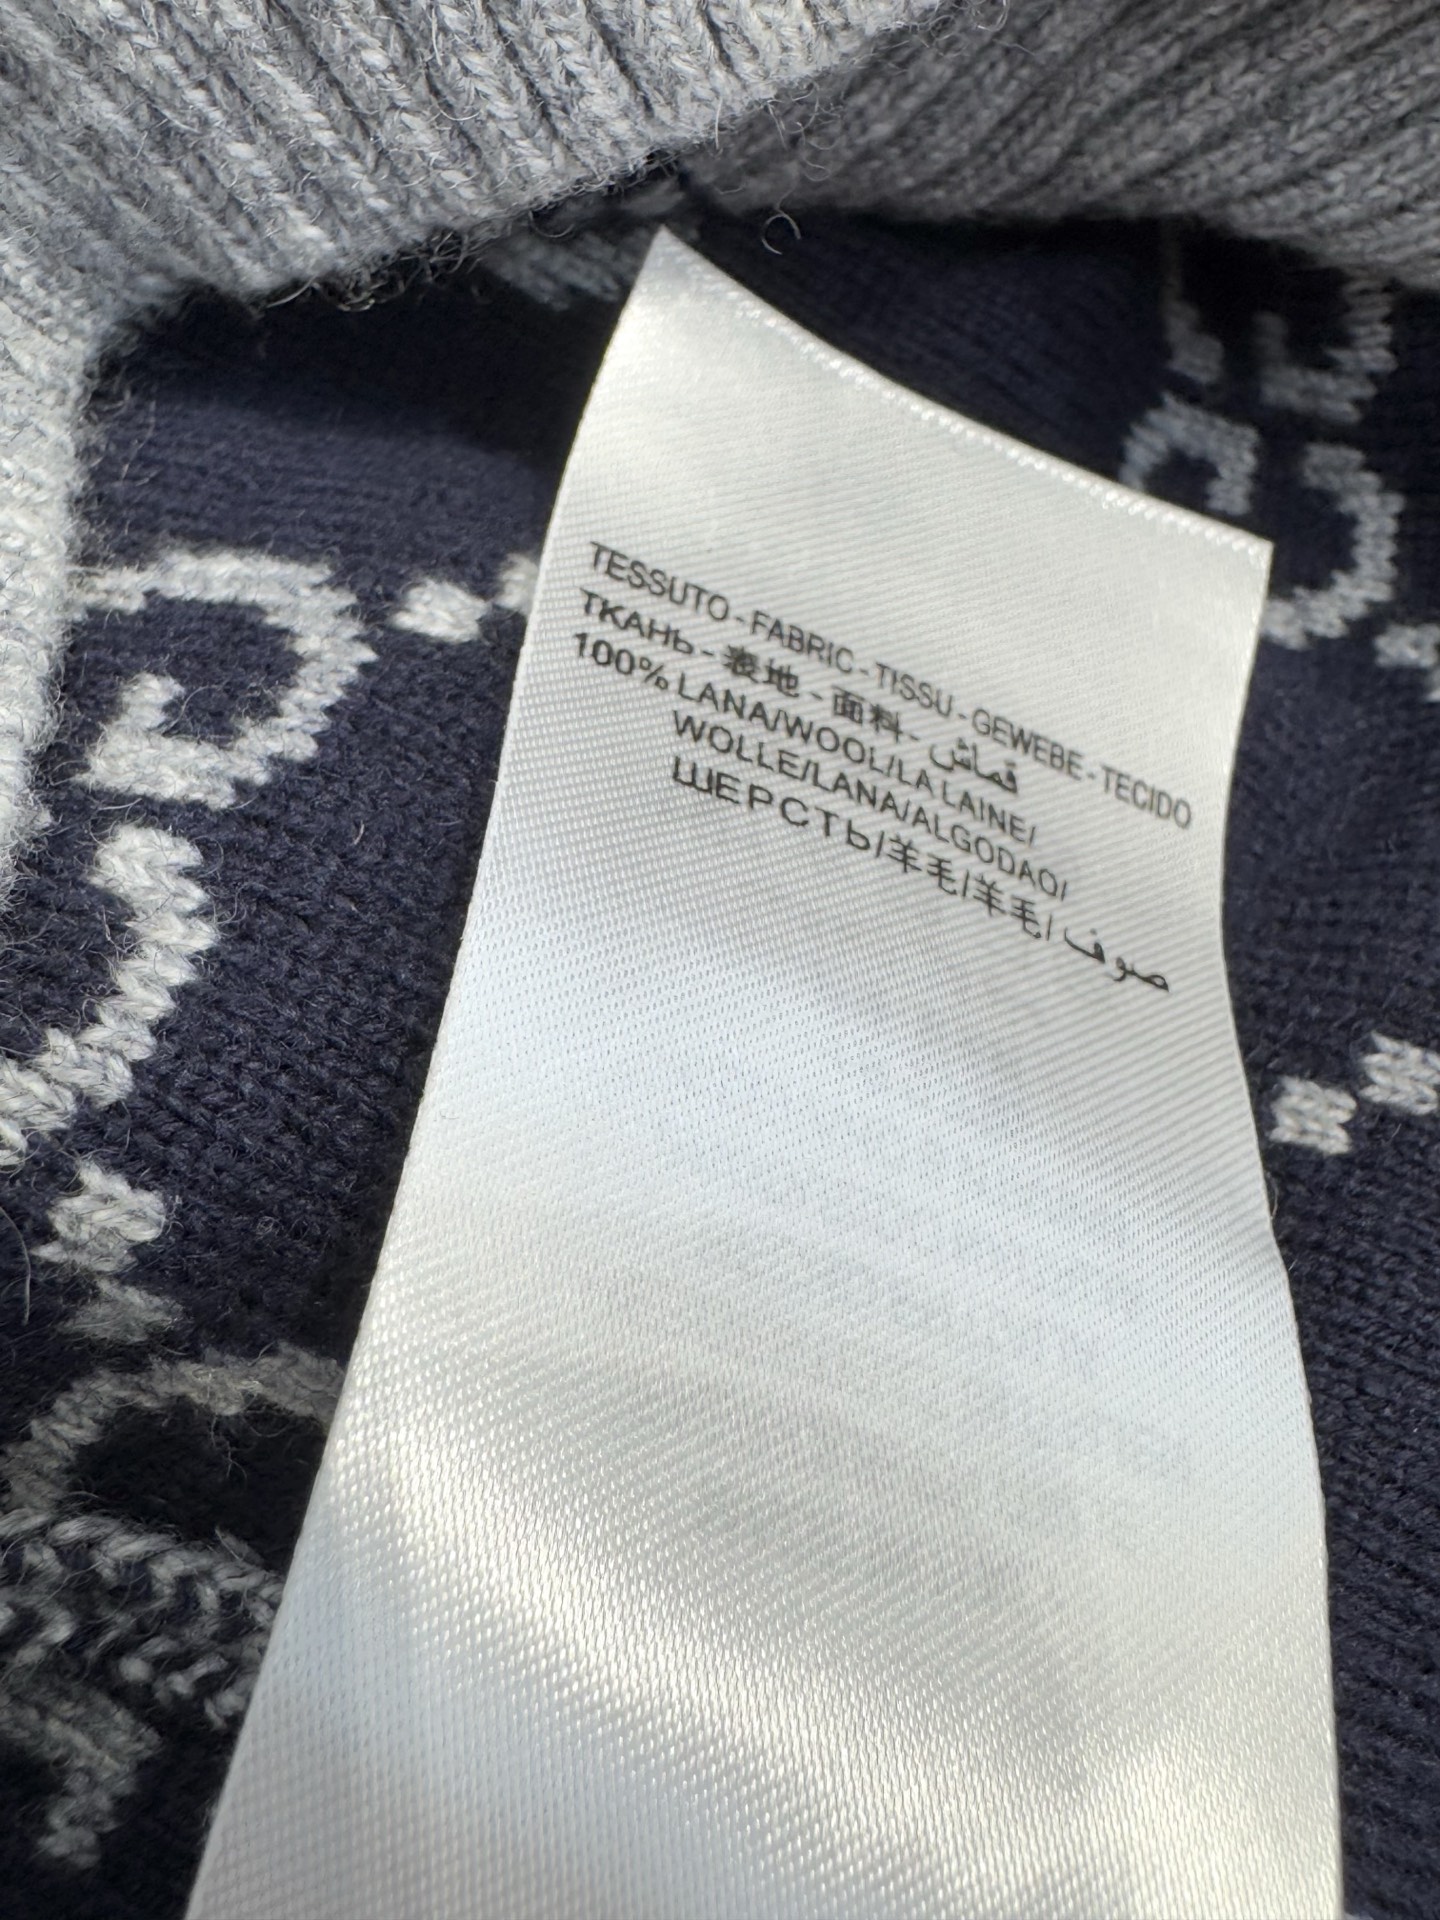 TESSUTO - FABRIC - TISSU - GEWEBE - TECIDO
ТКАНЬ - 表地 - 面料 - قماش
100% LANA/WOOL/LA LAINE/
WOLLE/LANA/ALGODAO/
ШЕРСТЬ/羊毛/羊毛/ صوف